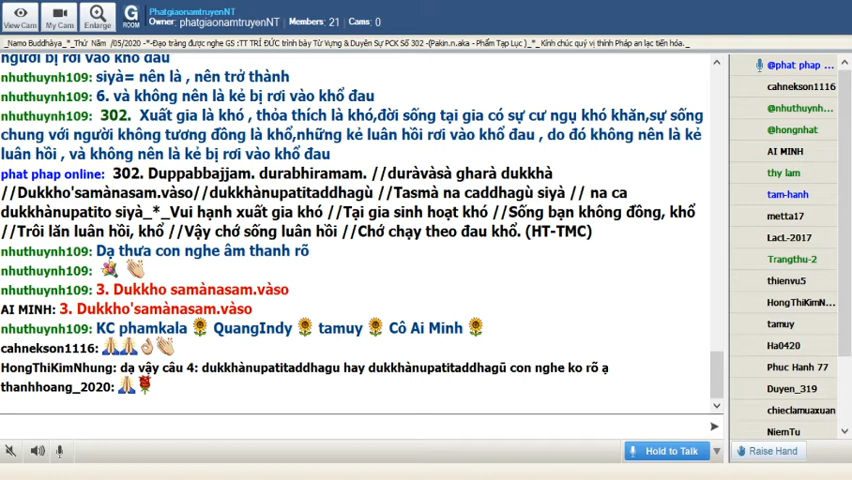 View Cam
My Cam
Enlarge
G
ROOM
PhatgiaonamtruyenNT
Owner: phatgiaonamtruyenNT Members: 21 Cams: 0
_Namo Buddhàya_*_Thứ Năm /05/2020 -*-Đạo tràng được nghe GS :TT TRÍ ĐỨC trình bày Từ Vựng & Duyên Sự PCK Số 302 -(Pakin.n.aka - Phẩm Tạp Lục )_*_ Kính chúc quý vị thính Pháp an lạc tiến hóa._
người bị rơi vào khổ đau
nhuthuynh109: siyà= nên là , nên trở thành
nhuthuynh109: 6. và không nên là kẻ bị rơi vào khổ đau
nhuthuynh109: 302. Xuất gia là khó , thỏa thích là khó,đời sống tại gia có sự cư ngụ khó khăn,sự sống
chung với người không tương đồng là khổ,những kẻ luân hồi rơi vào khổ đau , do đó không nên là kẻ
luân hồi , và không nên là kẻ bị rơi vào khổ đau
phat phap online: 302. Duppabbajjam. durabhiramam. //duràvàsà gharà dukkhà
//Dukkho'samànasam.vàso//dukkhànupatitaddhagù //Tasmà na caddhagù siyà // na ca
dukkhànupatito siyà_*_Vui hạnh xuất gia khó //Tại gia sinh hoạt khó //Sống bạn không đồng, khổ
//Trôi lăn luân hồi, khổ //Vậy chớ sống luân hồi //Chớ chạy theo đau khổ. (HT-TMC)
nhuthuynh109: Dạ thưa con nghe âm thanh rõ
nhuthuynh109:
nhuthuynh109: 3. Dukkho samànasam.vàso
AI MINH: 3. Dukkho'samànasam.vàso
nhuthuynh109: KC phamkala 🌻 QuangIndy 🌻 tamuy 🌻 Cô Ai Minh 🌻
cahnekson1116: 🙏🙏👌👏
HongThiKimNhung: dạ vậy câu 4: dukkhànupatitaddhagu hay dukkhànupatitaddhagũ con nghe ko rõ ạ
thanhhoang_2020: 🙏🌹
@phat phap ...
cahnekson1116
@nhuthuynh...
@hongnhat
AI MINH
thy lam
tam-hanh
metta17
LacL-2017
Trangthu-2
thienvu5
HongThiKimN...
tamuy
Ha0420
Phuc Hanh 77
Duyen_319
chieclamuaxuan
NiemTu
Hold to Talk
Raise Hand